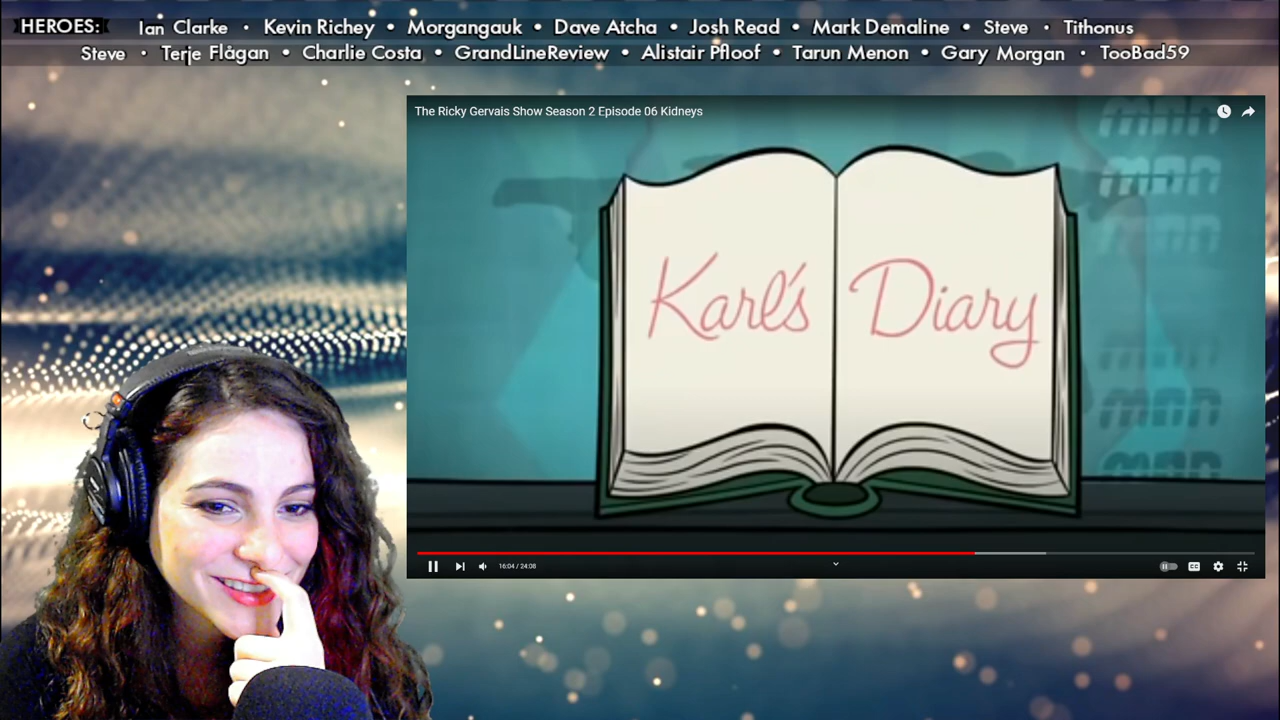 HEROES: Ian Clarke • Kevin Richey • Morgangauk • Dave Atcha • Josh Read • Mark Demaline • Steve • Tithonus
Steve • Terje Flågan • Charlie Costa • GrandLineReview • Alistair Pfloof • Tarun Menon • Gary Morgan • TooBad59
The Ricky Gervais Show Season 2 Episode 06 Kidneys
Karl's Diary
16:04 / 24:08
CC